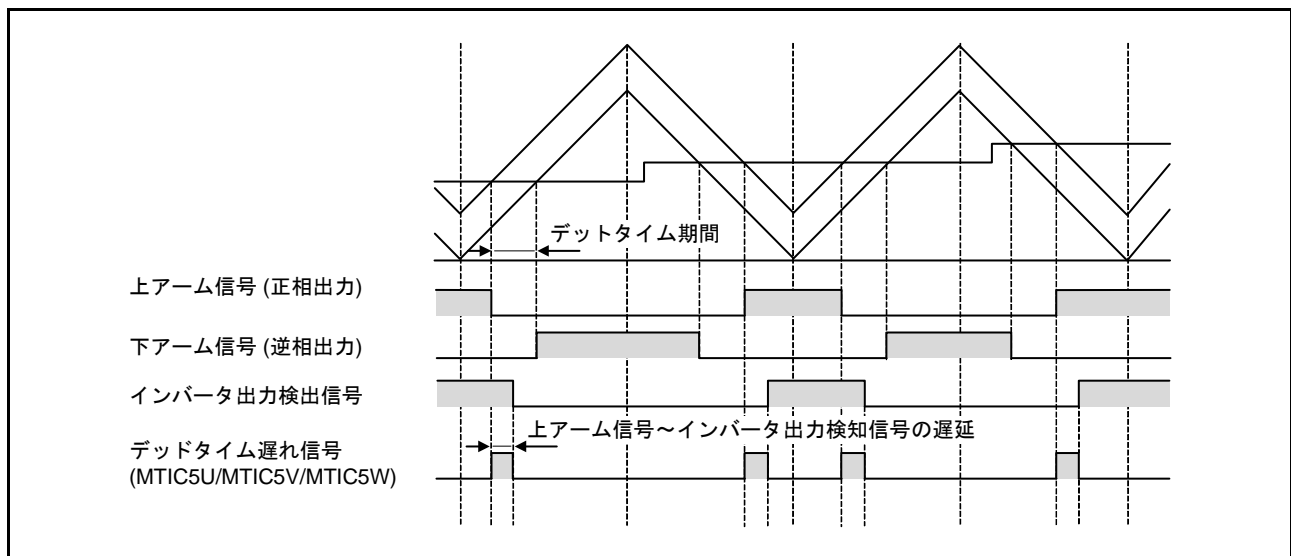 デットタイム期間
上アーム信号 (正相出力)
下アーム信号 (逆相出力)
インバータ出力検出信号
上アーム信号～インバータ出力検知信号の遅延
デッドタイム遅れ信号
(MTIC5U/MTIC5V/MTIC5W)